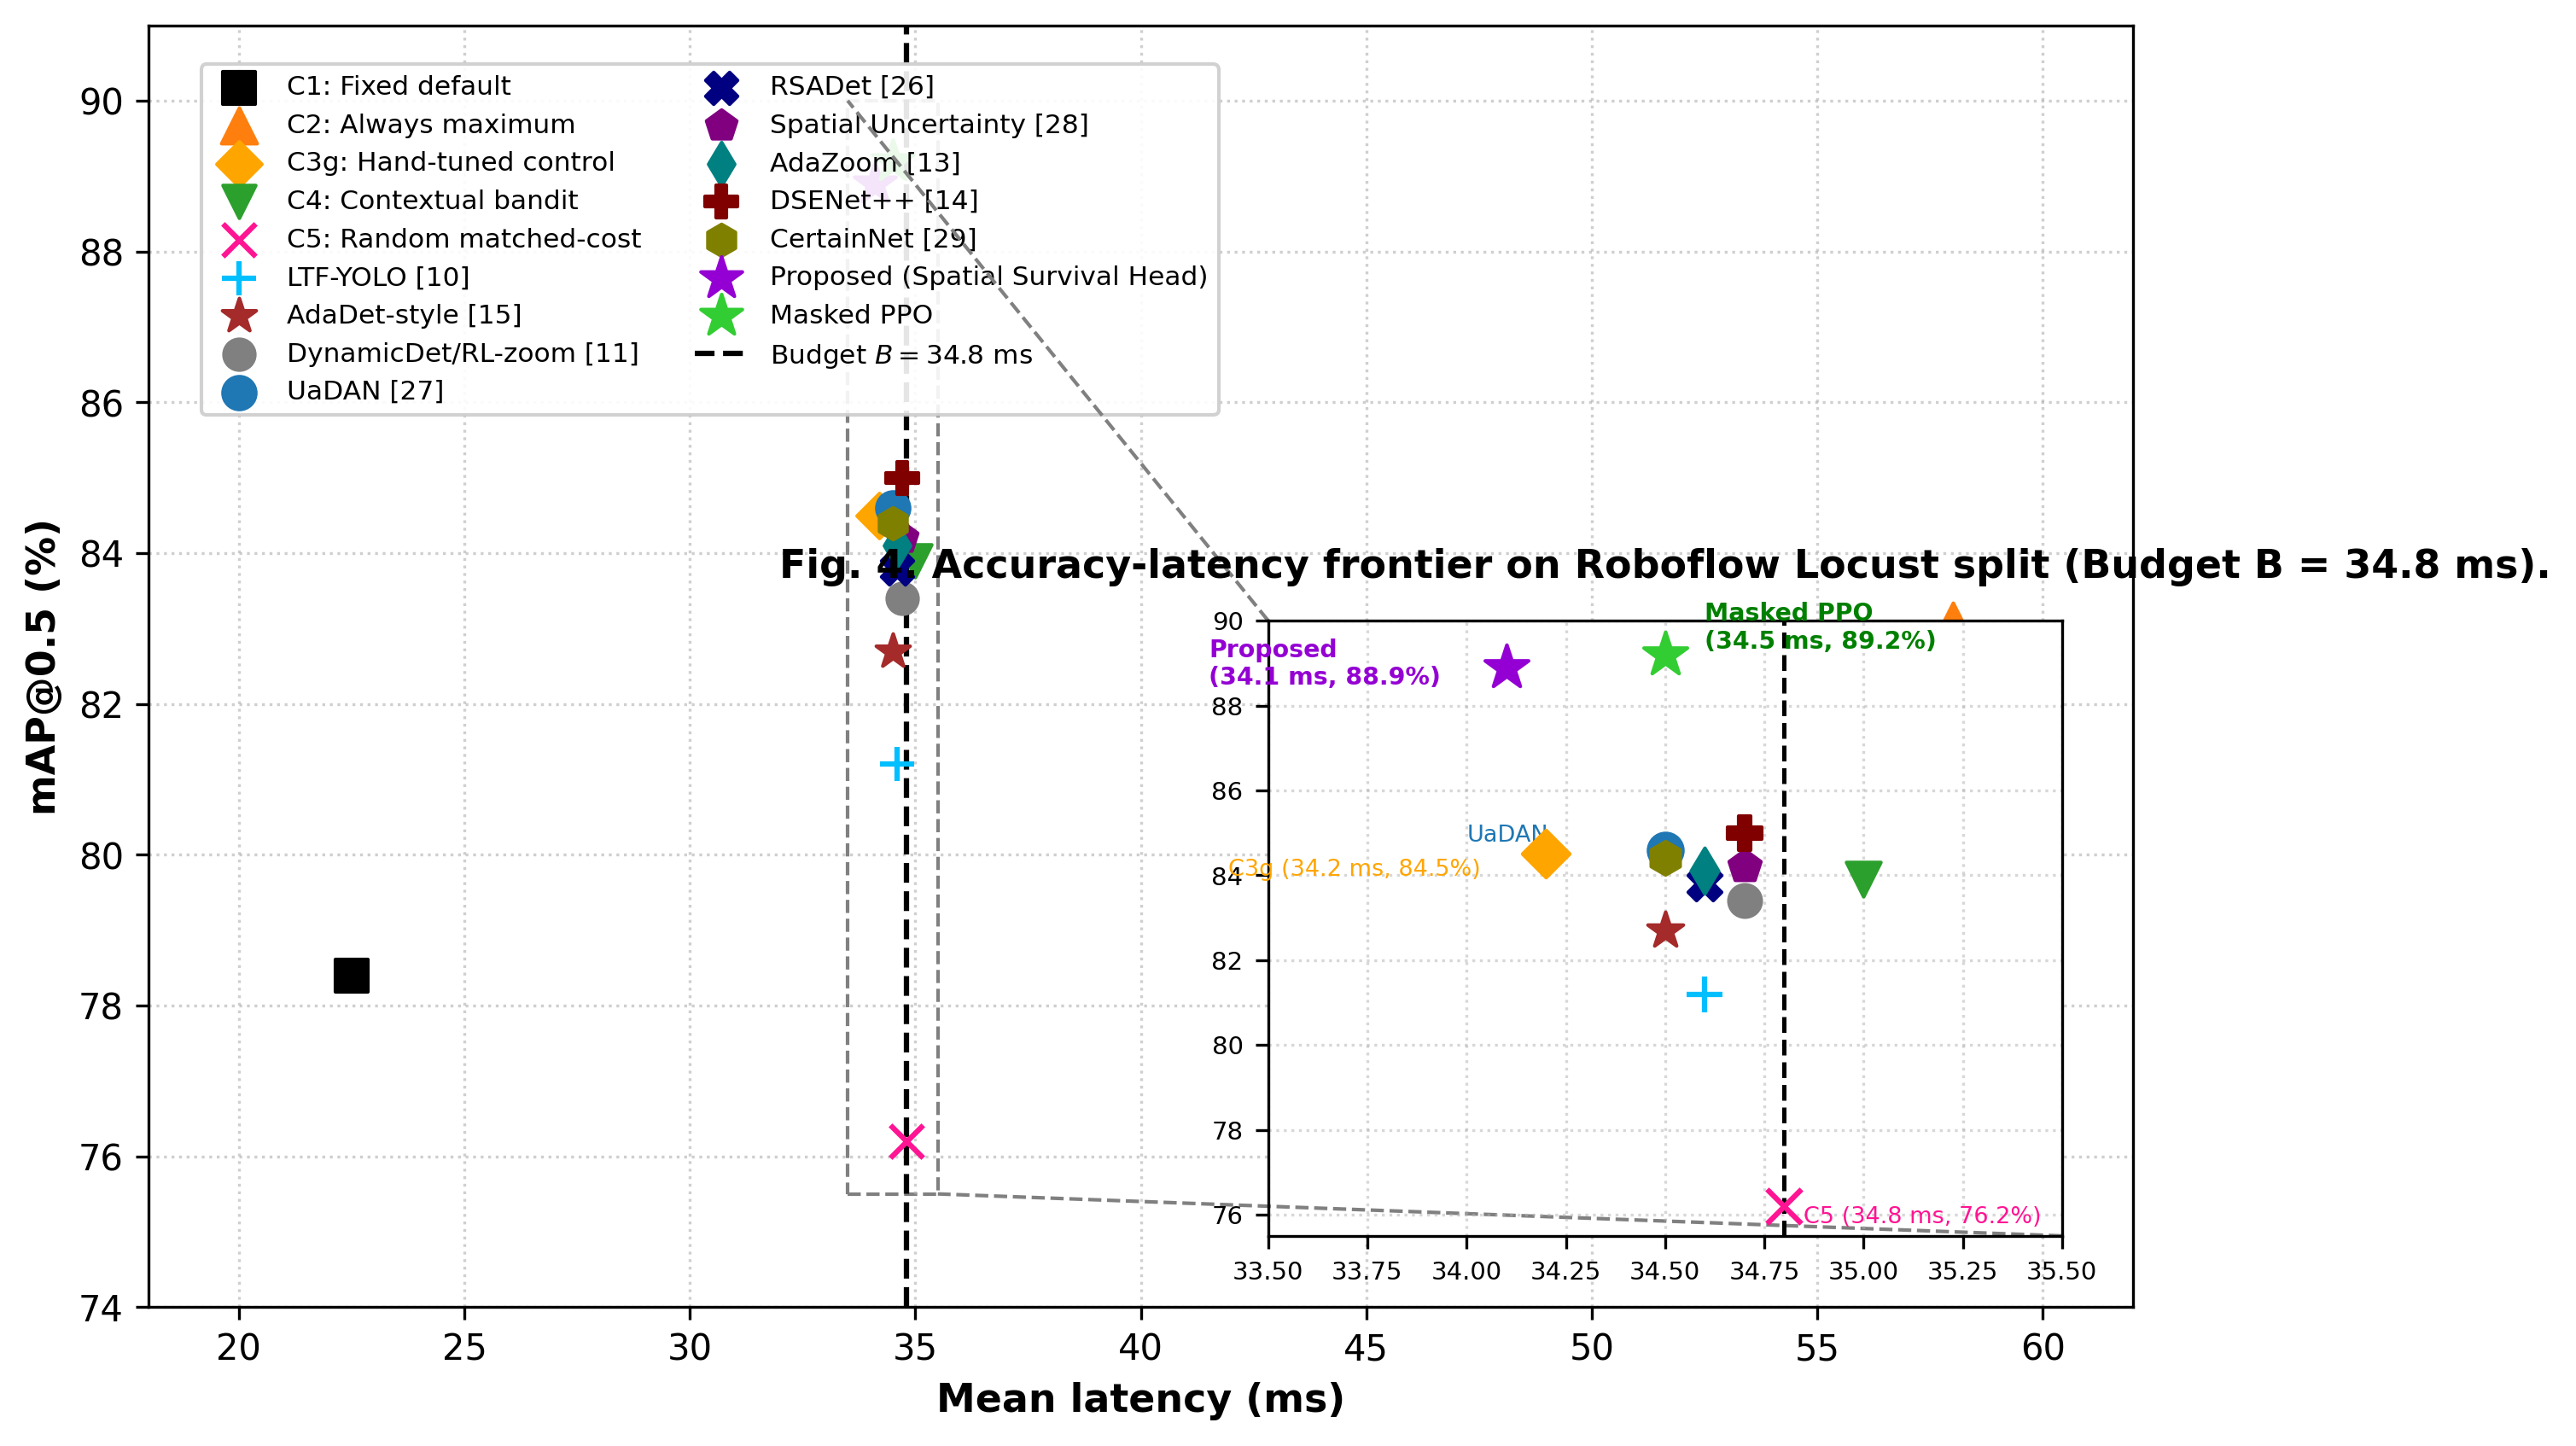 C1: Fixed default
C2: Always maximum
C3g: Hand-tuned control
C4: Contextual bandit
C5: Random matched-cost
LTF-YOLO [10]
AdaDet-style [15]
DynamicDet/RL-zoom [11]
UaDAN [27]
RSADet [26]
Spatial Uncertainty [28]
AdaZoom [13]
DSENet++ [14]
CertainNet [29]
Proposed (Spatial Survival Head)
Masked PPO
Budget B = 34.8 ms
mAP@0.5 (%)
90
88
86
84
82
80
78
76
74
Fig. 4. Accuracy-latency frontier on Roboflow Locust split (Budget B = 34.8 ms).
Masked PPO
(34.5 ms, 89.2%)
Proposed
(34.1 ms, 88.9%)
UaDAN
C3g (34.2 ms, 84.5%)
C5 (34.8 ms, 76.2%)
90
88
86
84
82
80
78
76
33.50 33.75 34.00 34.25 34.50 34.75 35.00 35.25 35.50
20 25 30 35 40 45 50 55 60
Mean latency (ms)